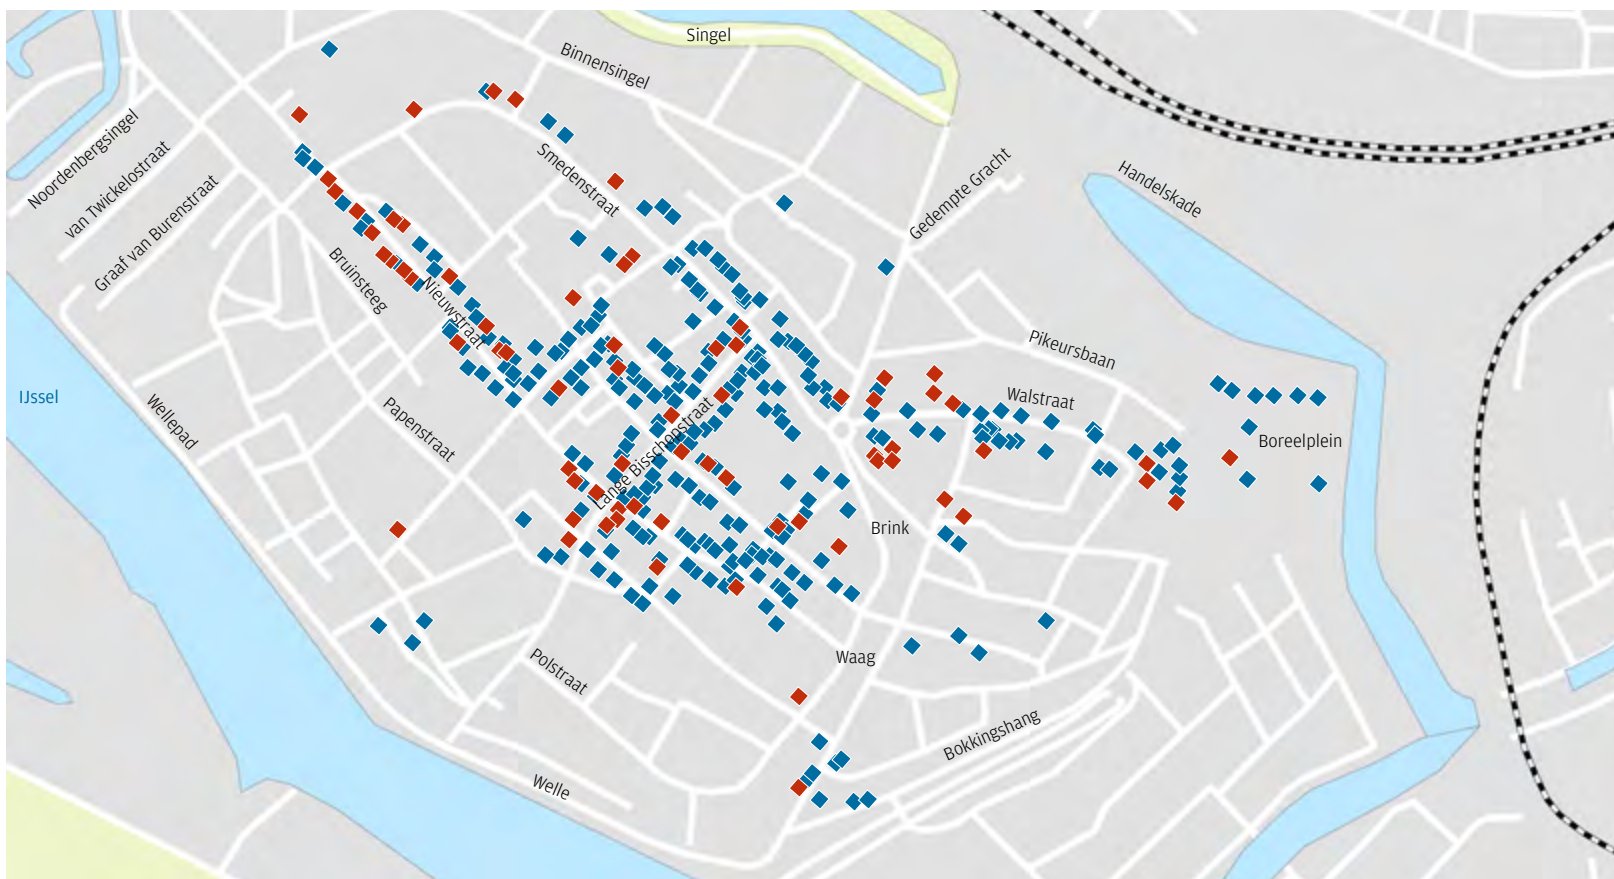 Singel
Binnensingel
Noordenbergsingel
van Twickelostraat
Graaf van Burenstraat
Smedenstraat
Gedempte Gracht
Handelskade
Bruinsteeg
Nieuwstraat
Pikeursbaan
IJssel
Wellepad
Papenstraat
Lange Bisschopstraat
Walstraat
Boreelplein
Brink
Polstraat
Waag
Bokkingshang
Welle